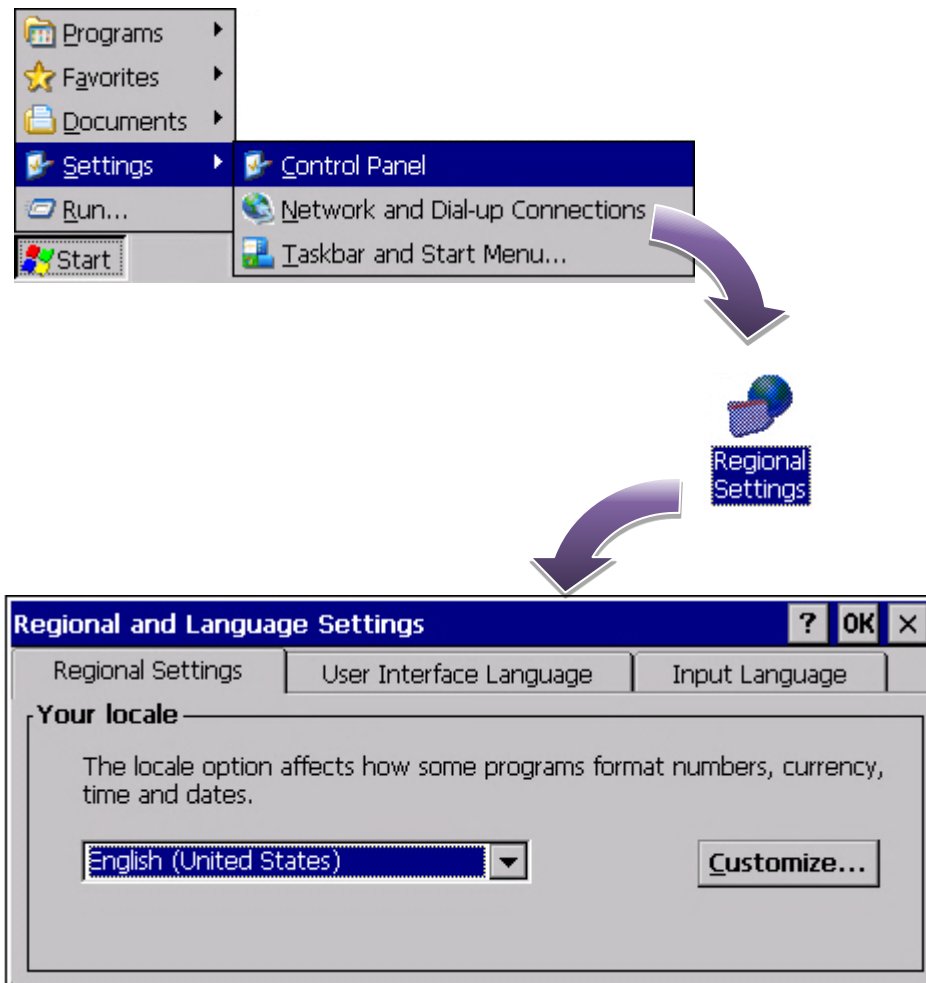 Programs
Favorites
Documents
Settings
Control Panel
Run...
Network and Dial-up Connections
Start
Taskbar and Start Menu...
Regional
Settings
Regional and Language Settings ? OK ×
Regional Settings User Interface Language Input Language
Your locale
The locale option affects how some programs format numbers, currency,
time and dates.
English (United States) Customize...